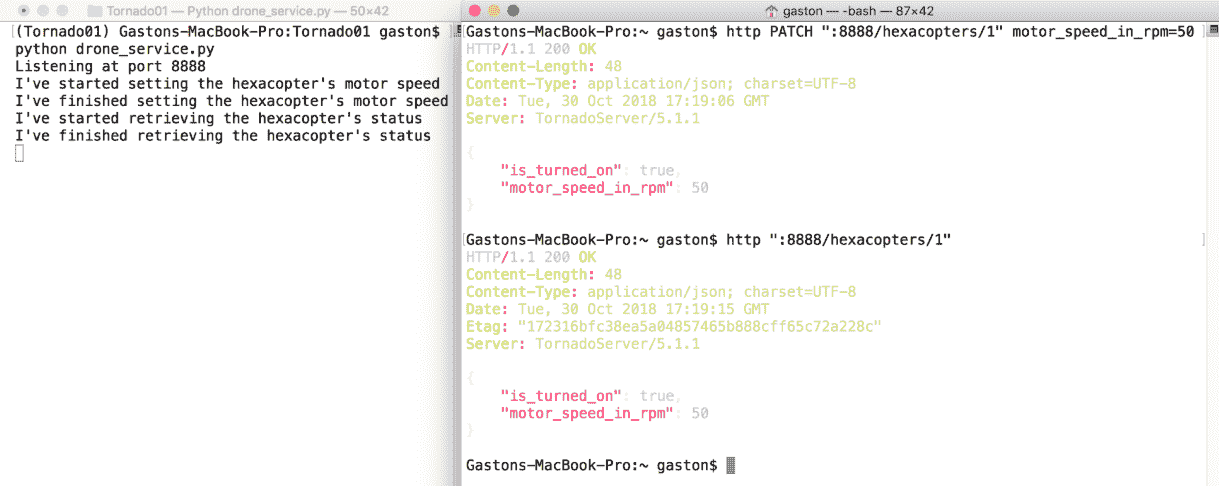 Tornado01 — Python drone_service.py — 50×42
(Tornado01) Gastons-MacBook-Pro:Tornado01 gaston$
python drone_service.py
Listening at port 8888
I've started setting the hexacopter's motor speed
I've finished setting the hexacopter's motor speed
I've started retrieving the hexacopter's status
I've finished retrieving the hexacopter's status
gaston — -bash — 87×42
Gastons-MacBook-Pro:~ gaston$ http PATCH ":8888/hexacopters/1" motor_speed_in_rpm=50
HTTP/1.1 200 OK
Content-Length: 48
Content-Type: application/json; charset=UTF-8
Date: Tue, 30 Oct 2018 17:19:06 GMT
Server: TornadoServer/5.1.1
{
"is_turned_on": true,
"motor_speed_in_rpm": 50
}
Gastons-MacBook-Pro:~ gaston$ http ":8888/hexacopters/1"
HTTP/1.1 200 OK
Content-Length: 48
Content-Type: application/json; charset=UTF-8
Date: Tue, 30 Oct 2018 17:19:15 GMT
Etag: "172316bfc38ea5a04857465b888cff65c72a228c"
Server: TornadoServer/5.1.1
{
"is_turned_on": true,
"motor_speed_in_rpm": 50
}
Gastons-MacBook-Pro:~ gaston$